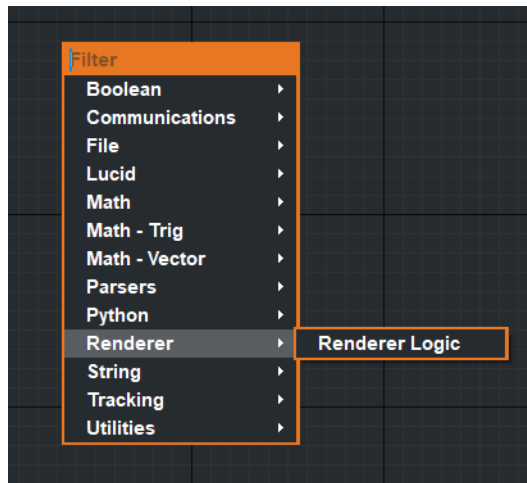 Filter
Boolean
Communications
File
Lucid
Math
Math - Trig
Math - Vector
Parsers
Python
Renderer
Renderer Logic
String
Tracking
Utilities